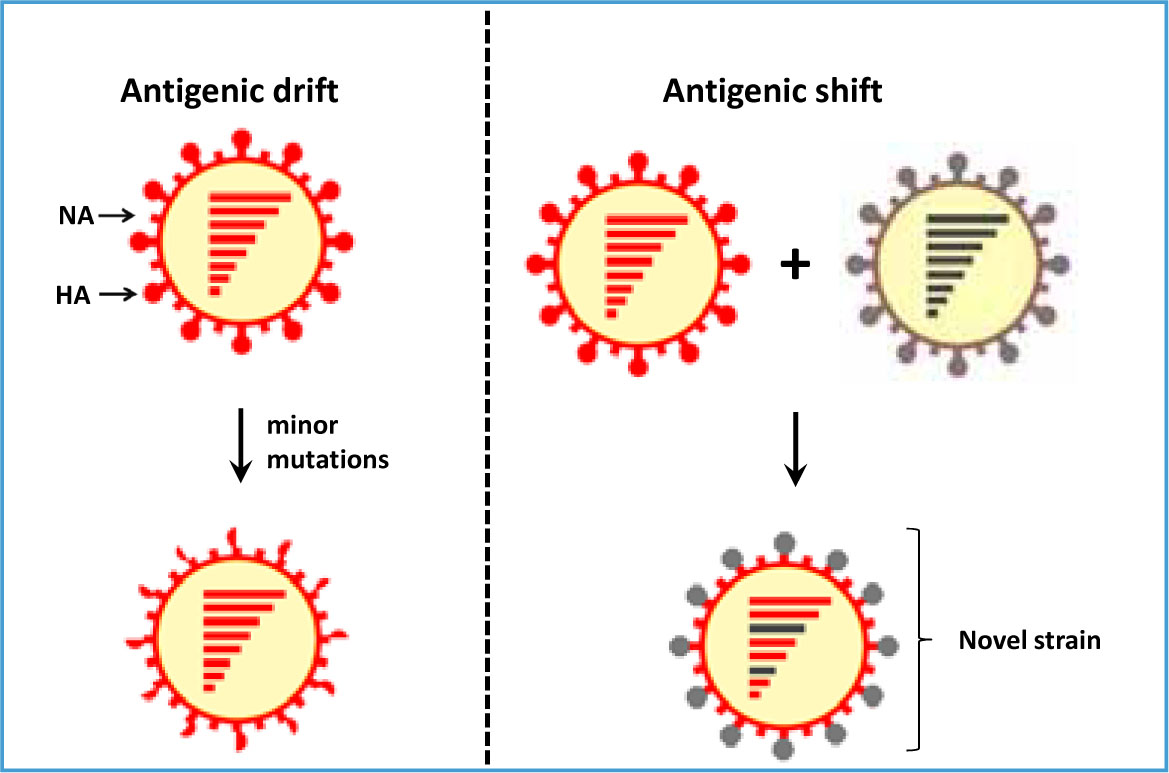 Antigenic drift
NA
HA
minor
mutations
Antigenic shift
+
Novel strain